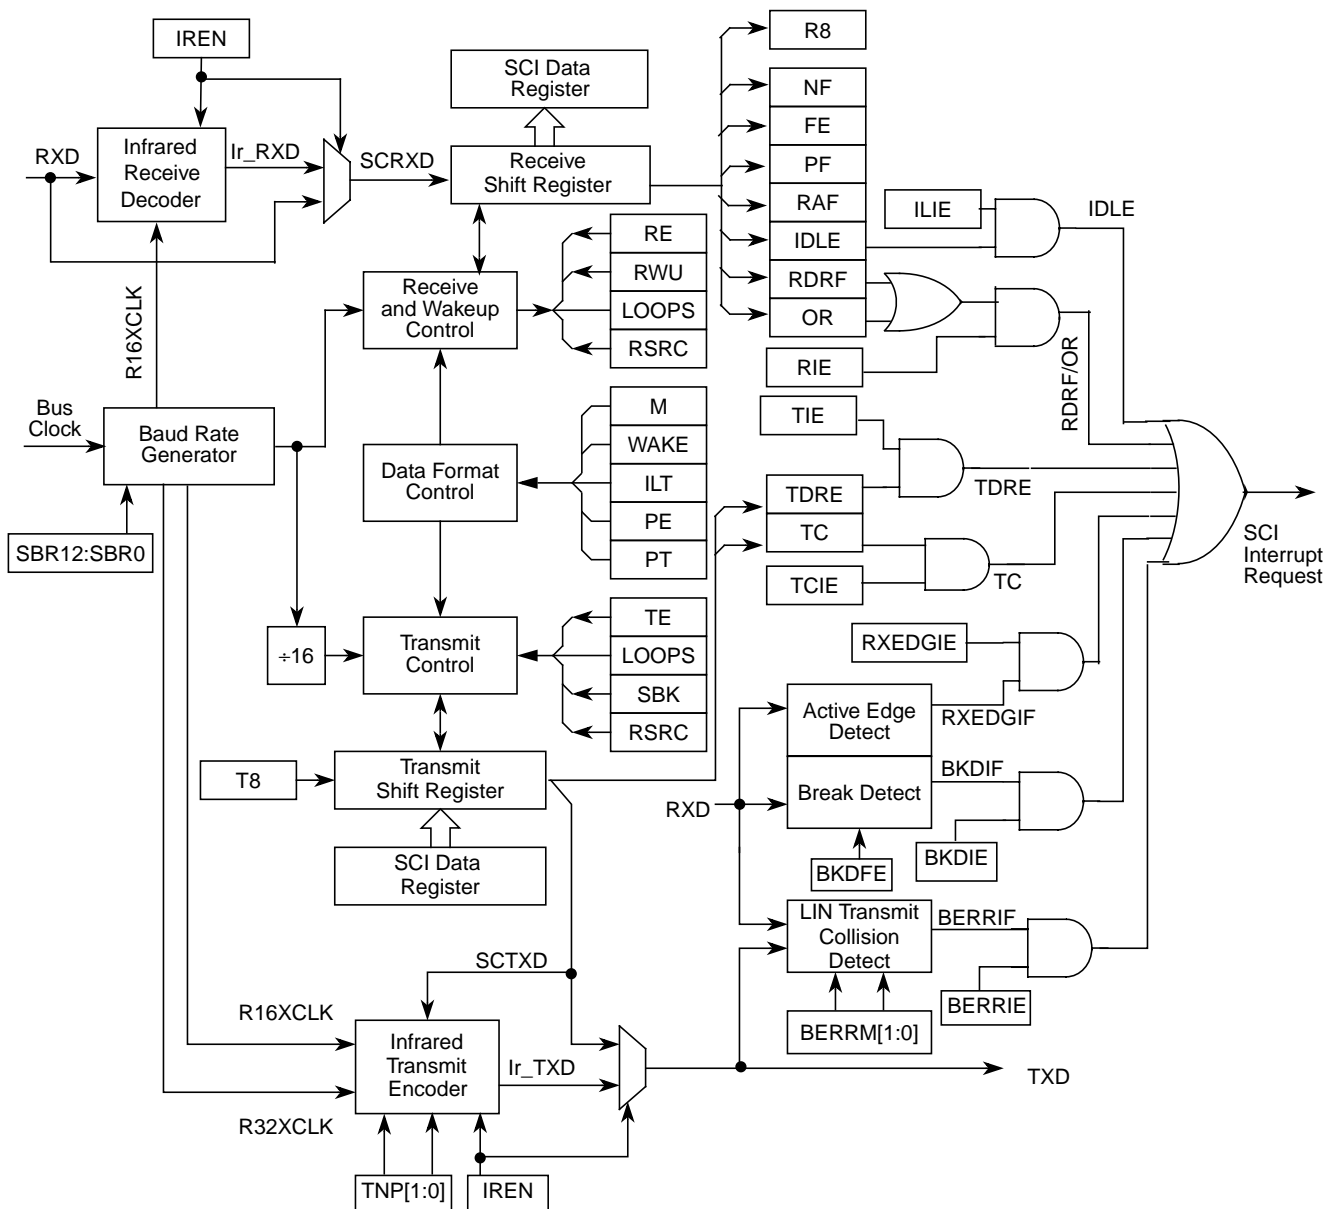 IREN
SCI Data
Register
R8
NF
FE
PF
RAF
IDLE
RDRF
OR
RXD
Infrared
Receive
Decoder
Ir_RXD
SCRXD
Receive
Shift Register
ILIE
IDLE
RE
RWU
LOOPS
RSRC
Receive
and Wakeup
Control
R16XCLK
RIE
RDRF/OR
TIE
Bus
Clock
Baud Rate
Generator
M
WAKE
ILT
PE
PT
Data Format
Control
TDRE
TC
TDRE
SBR12:SBR0
TCIE
TC
SCI
Interrupt
Request
÷16
Transmit
Control
TE
LOOPS
SBK
RSRC
RXEDGIE
Active Edge
Detect
RXEDGIF
T8
Transmit
Shift Register
RXD
Break Detect
BKDIF
SCI Data
Register
BKDFE
BKDIE
LIN Transmit
Collision
Detect
BERRIF
SCTXD
BERRIE
BERRM[1:0]
R16XCLK
Infrared
Transmit
Encoder
Ir_TXD
TXD
R32XCLK
TNP[1:0]
IREN